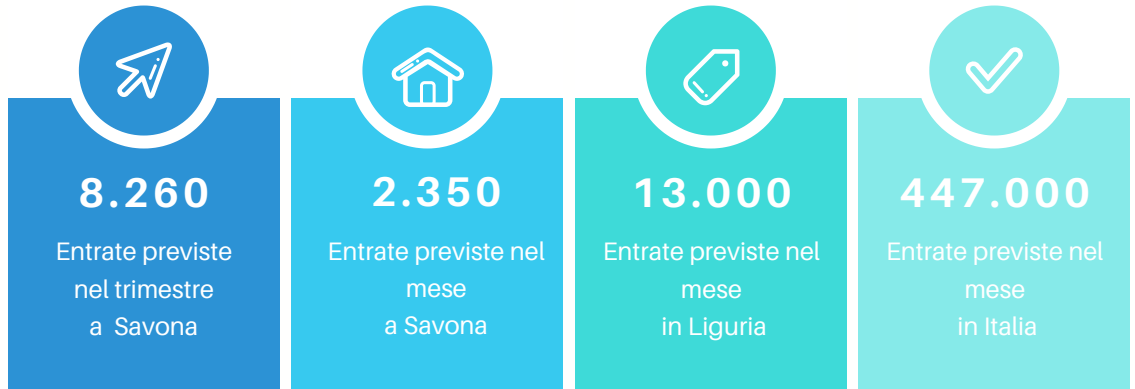 8.260
Entrate previste
nel trimestre
a Savona
2.350
Entrate previste nel
mese
a Savona
13.000
Entrate previste nel
mese
in Liguria
447.000
Entrate previste nel
mese
in Italia